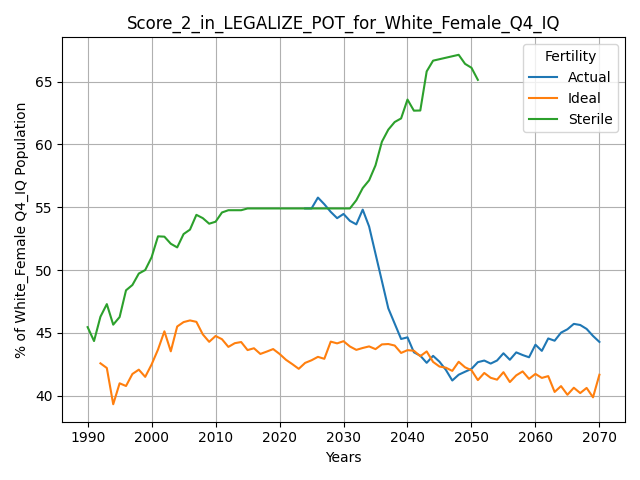 Score_2_in_LEGALIZE_POT_for_White_Female_Q4_IQ
% of White_Female Q4_IQ Population
65
60
55
50
45
40
Fertility
Actual
Ideal
Sterile
1990 2000 2010 2020 2030 2040 2050 2060 2070
Years